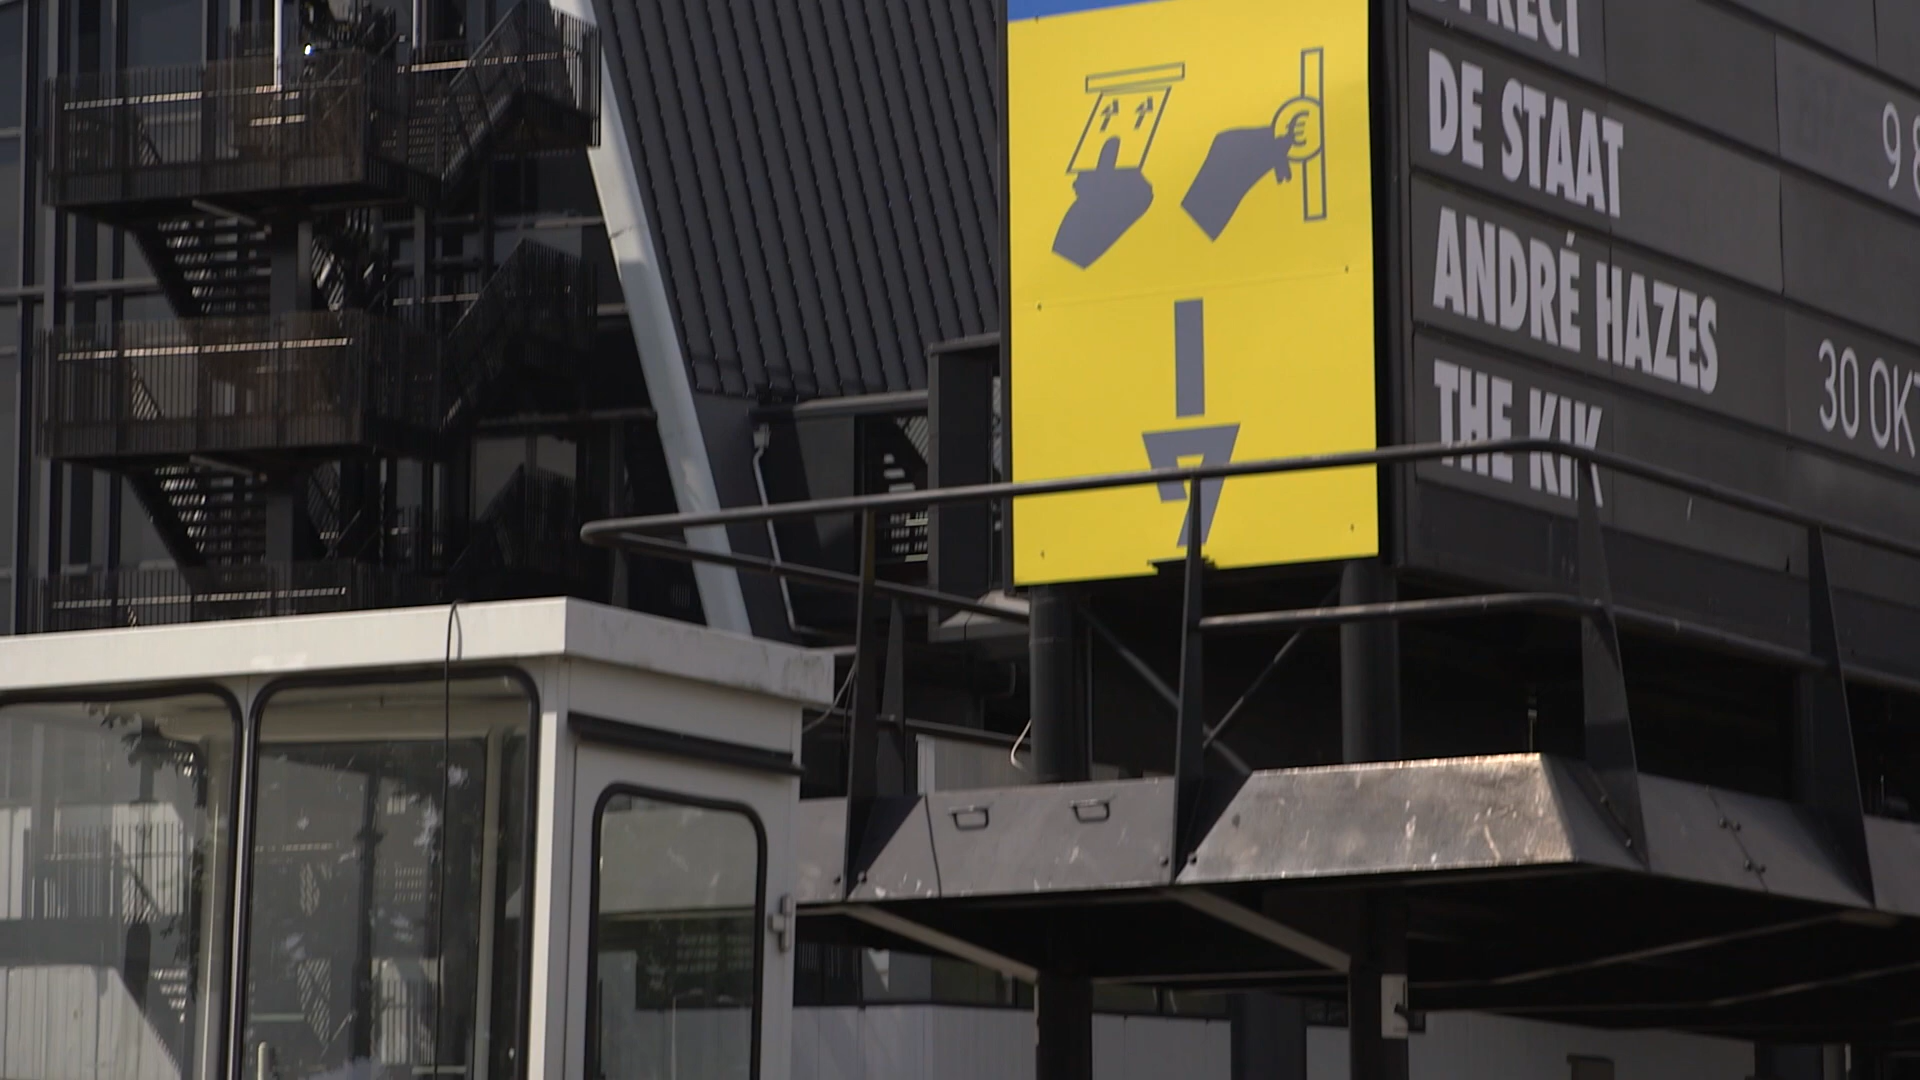 DE STAAT
ANDRÉ HAZES
30 OKT
THE KIK
€